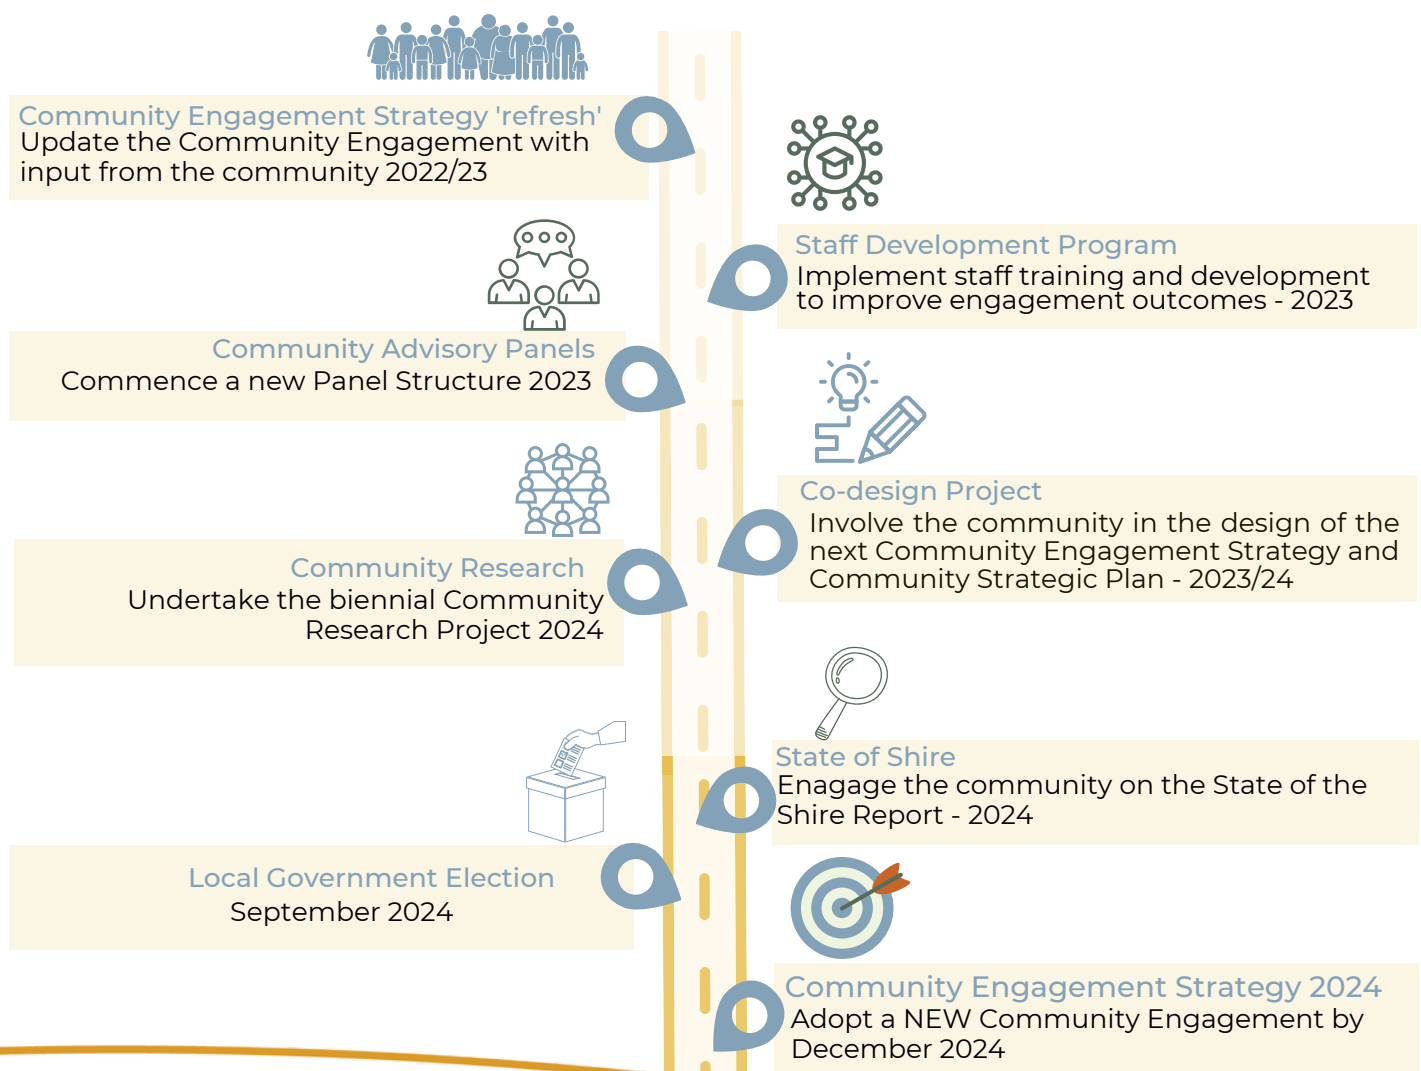 Community Engagement Strategy 'refresh'
Update the Community Engagement with
input from the community 2022/23
Staff Development Program
Implement staff training and development
to improve engagement outcomes - 2023
Community Advisory Panels
Commence a new Panel Structure 2023
Co-design Project
Involve the community in the design of the
next Community Engagement Strategy and
Community Strategic Plan - 2023/24
Community Research
Undertake the biennial Community
Research Project 2024
State of Shire
Enagage the community on the State of the
Shire Report - 2024
Local Government Election
September 2024
Community Engagement Strategy 2024
Adopt a NEW Community Engagement by
December 2024